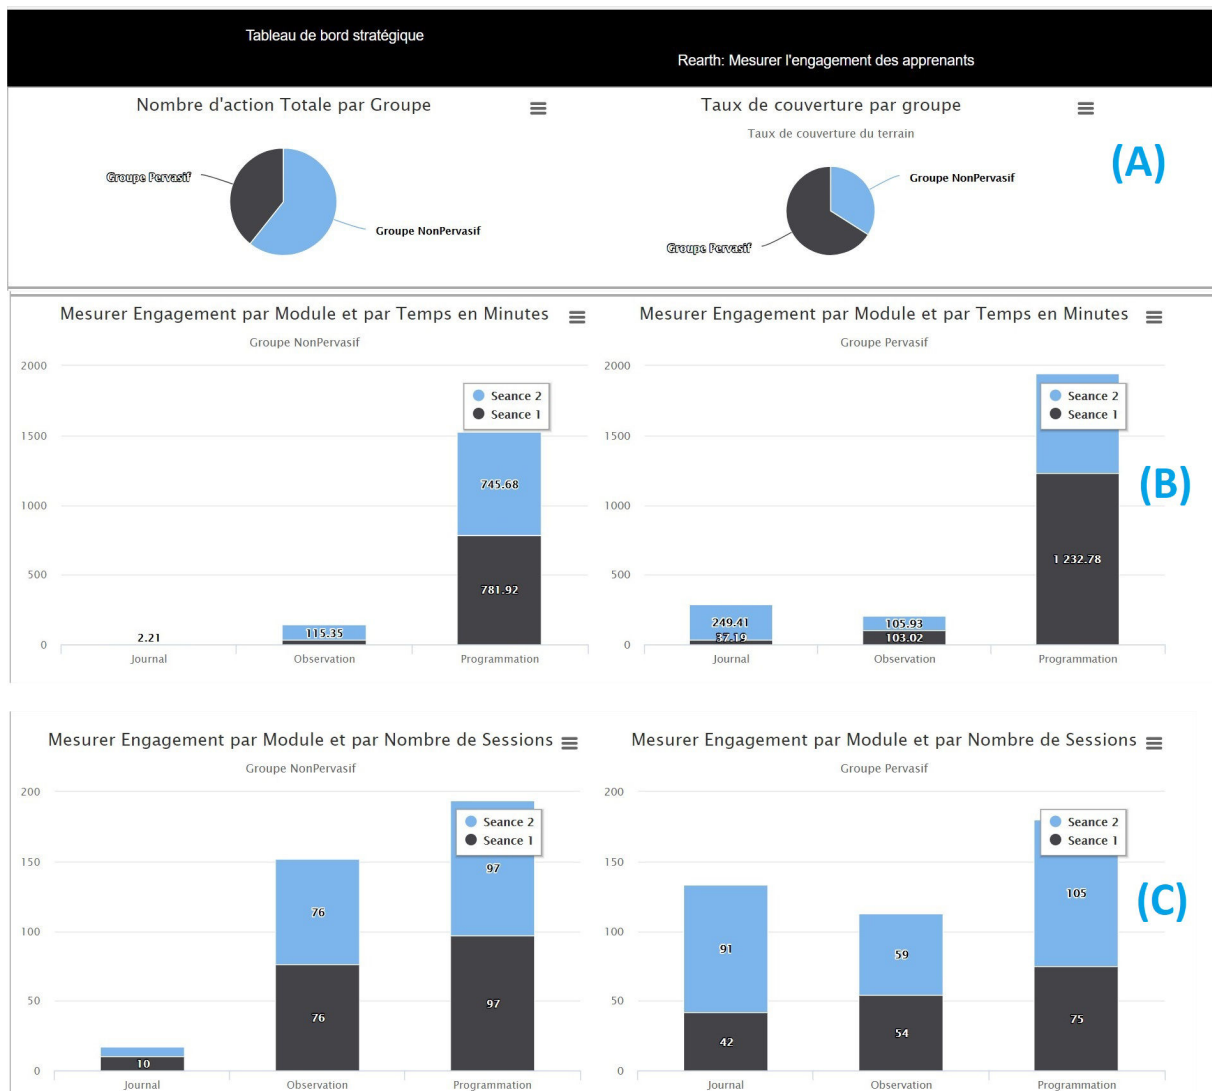 Tableau de bord stratégique
Rearth: Mesurer l'engagement des apprenants
Nombre d'action Totale par Groupe
Groupe Pervasif
Groupe NonPervasif
Taux de couverture par groupe
Taux de couverture du terrain
Groupe NonPervasif
Groupe Pervasif
(A)
Mesurer Engagement par Module et par Temps en Minutes
Groupe NonPervasif
2000
1500
1000
500
0
Seance 2
Seance 1
745.68
781.92
115.35
2.21
Journal
Observation
Programmation
Mesurer Engagement par Module et par Temps en Minutes
Groupe Pervasif
2000
1500
1000
500
0
Seance 2
Seance 1
1 232.78
249.41
37.19
105.93
103.02
Journal
Observation
Programmation
(B)
Mesurer Engagement par Module et par Nombre de Sessions
Groupe NonPervasif
200
150
100
50
0
Seance 2
Seance 1
97
97
76
76
10
Journal
Observation
Programmation
Mesurer Engagement par Module et par Nombre de Sessions
Groupe Pervasif
200
150
100
50
0
Seance 2
Seance 1
105
75
91
42
59
54
Journal
Observation
Programmation
(C)